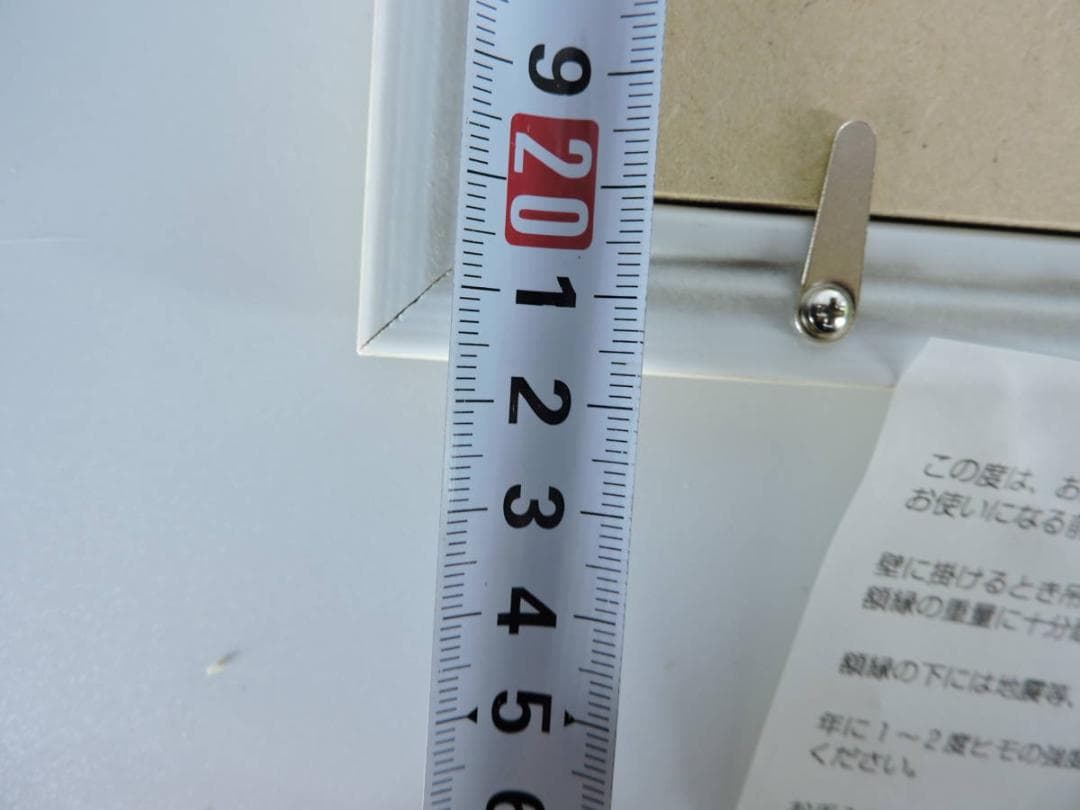 9
20
1
2
3
4
5
6
この度は、お
お使いになる
壁に掛けるとき吊
額縁の重量に十分
額縁の下には地震等、
年に1〜2度ヒモの強度
ください。